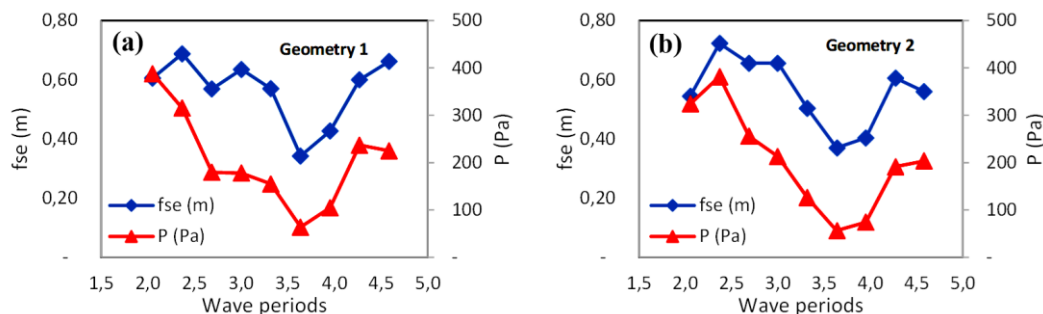 (a)
Geometry 1
fse (m)
0,80
0,60
0,40
0,20
-
P (Pa)
500
400
300
200
100
-
fse (m)
P (Pa)
1,5 2,0 2,5 3,0 3,5 4,0 4,5 5,0
Wave periods
(b)
Geometry 2
fse (m)
0,80
0,60
0,40
0,20
-
P (Pa)
500
400
300
200
100
-
fse (m)
P (Pa)
1,5 2,0 2,5 3,0 3,5 4,0 4,5 5,0
Wave periods